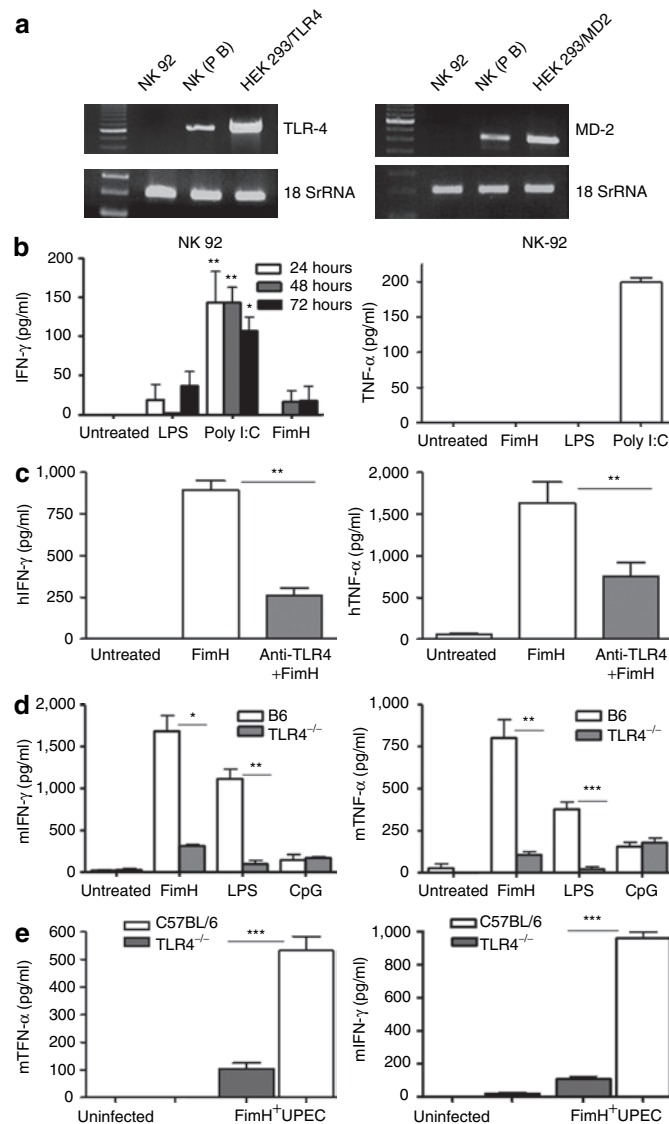 a
NK 92
NK (P B)
HEK 293/TLR4
TLR-4
18 SrRNA
NK 92
NK (P B)
HEK 293/MD2
MD-2
18 SrRNA
b
NK 92
IFN-γ (pg/ml)
200
150
100
50
0
** ** *
24 hours
48 hours
72 hours
Untreated LPS Poly I:C FimH
NK-92
TNF-α (pg/ml)
200
150
100
50
0
Untreated FimH LPS Poly I:C
c
hIFN-γ (pg/ml)
1,000
750
500
250
0
**
Untreated FimH Anti-TLR4
+FimH
hTNF-α (pg/ml)
2,000
1,500
1,000
500
0
**
Untreated FimH Anti-TLR4
+FimH
d
mIFN-γ (pg/ml)
2,000
1,500
1,000
500
0
B6
TLR4−/−
* **
Untreated FimH LPS CpG
mTNF-α (pg/ml)
1,000
750
500
250
0
B6
TLR4−/−
** ***
Untreated FimH LPS CpG
e
mTFN-α (pg/ml)
600
500
400
300
200
100
0
C57BL/6
TLR4−/−
***
Uninfected FimH+UPEC
mIFN-γ (pg/ml)
1,000
800
600
400
200
0
C57BL/6
TLR4−/−
***
Uninfected FimH+UPEC